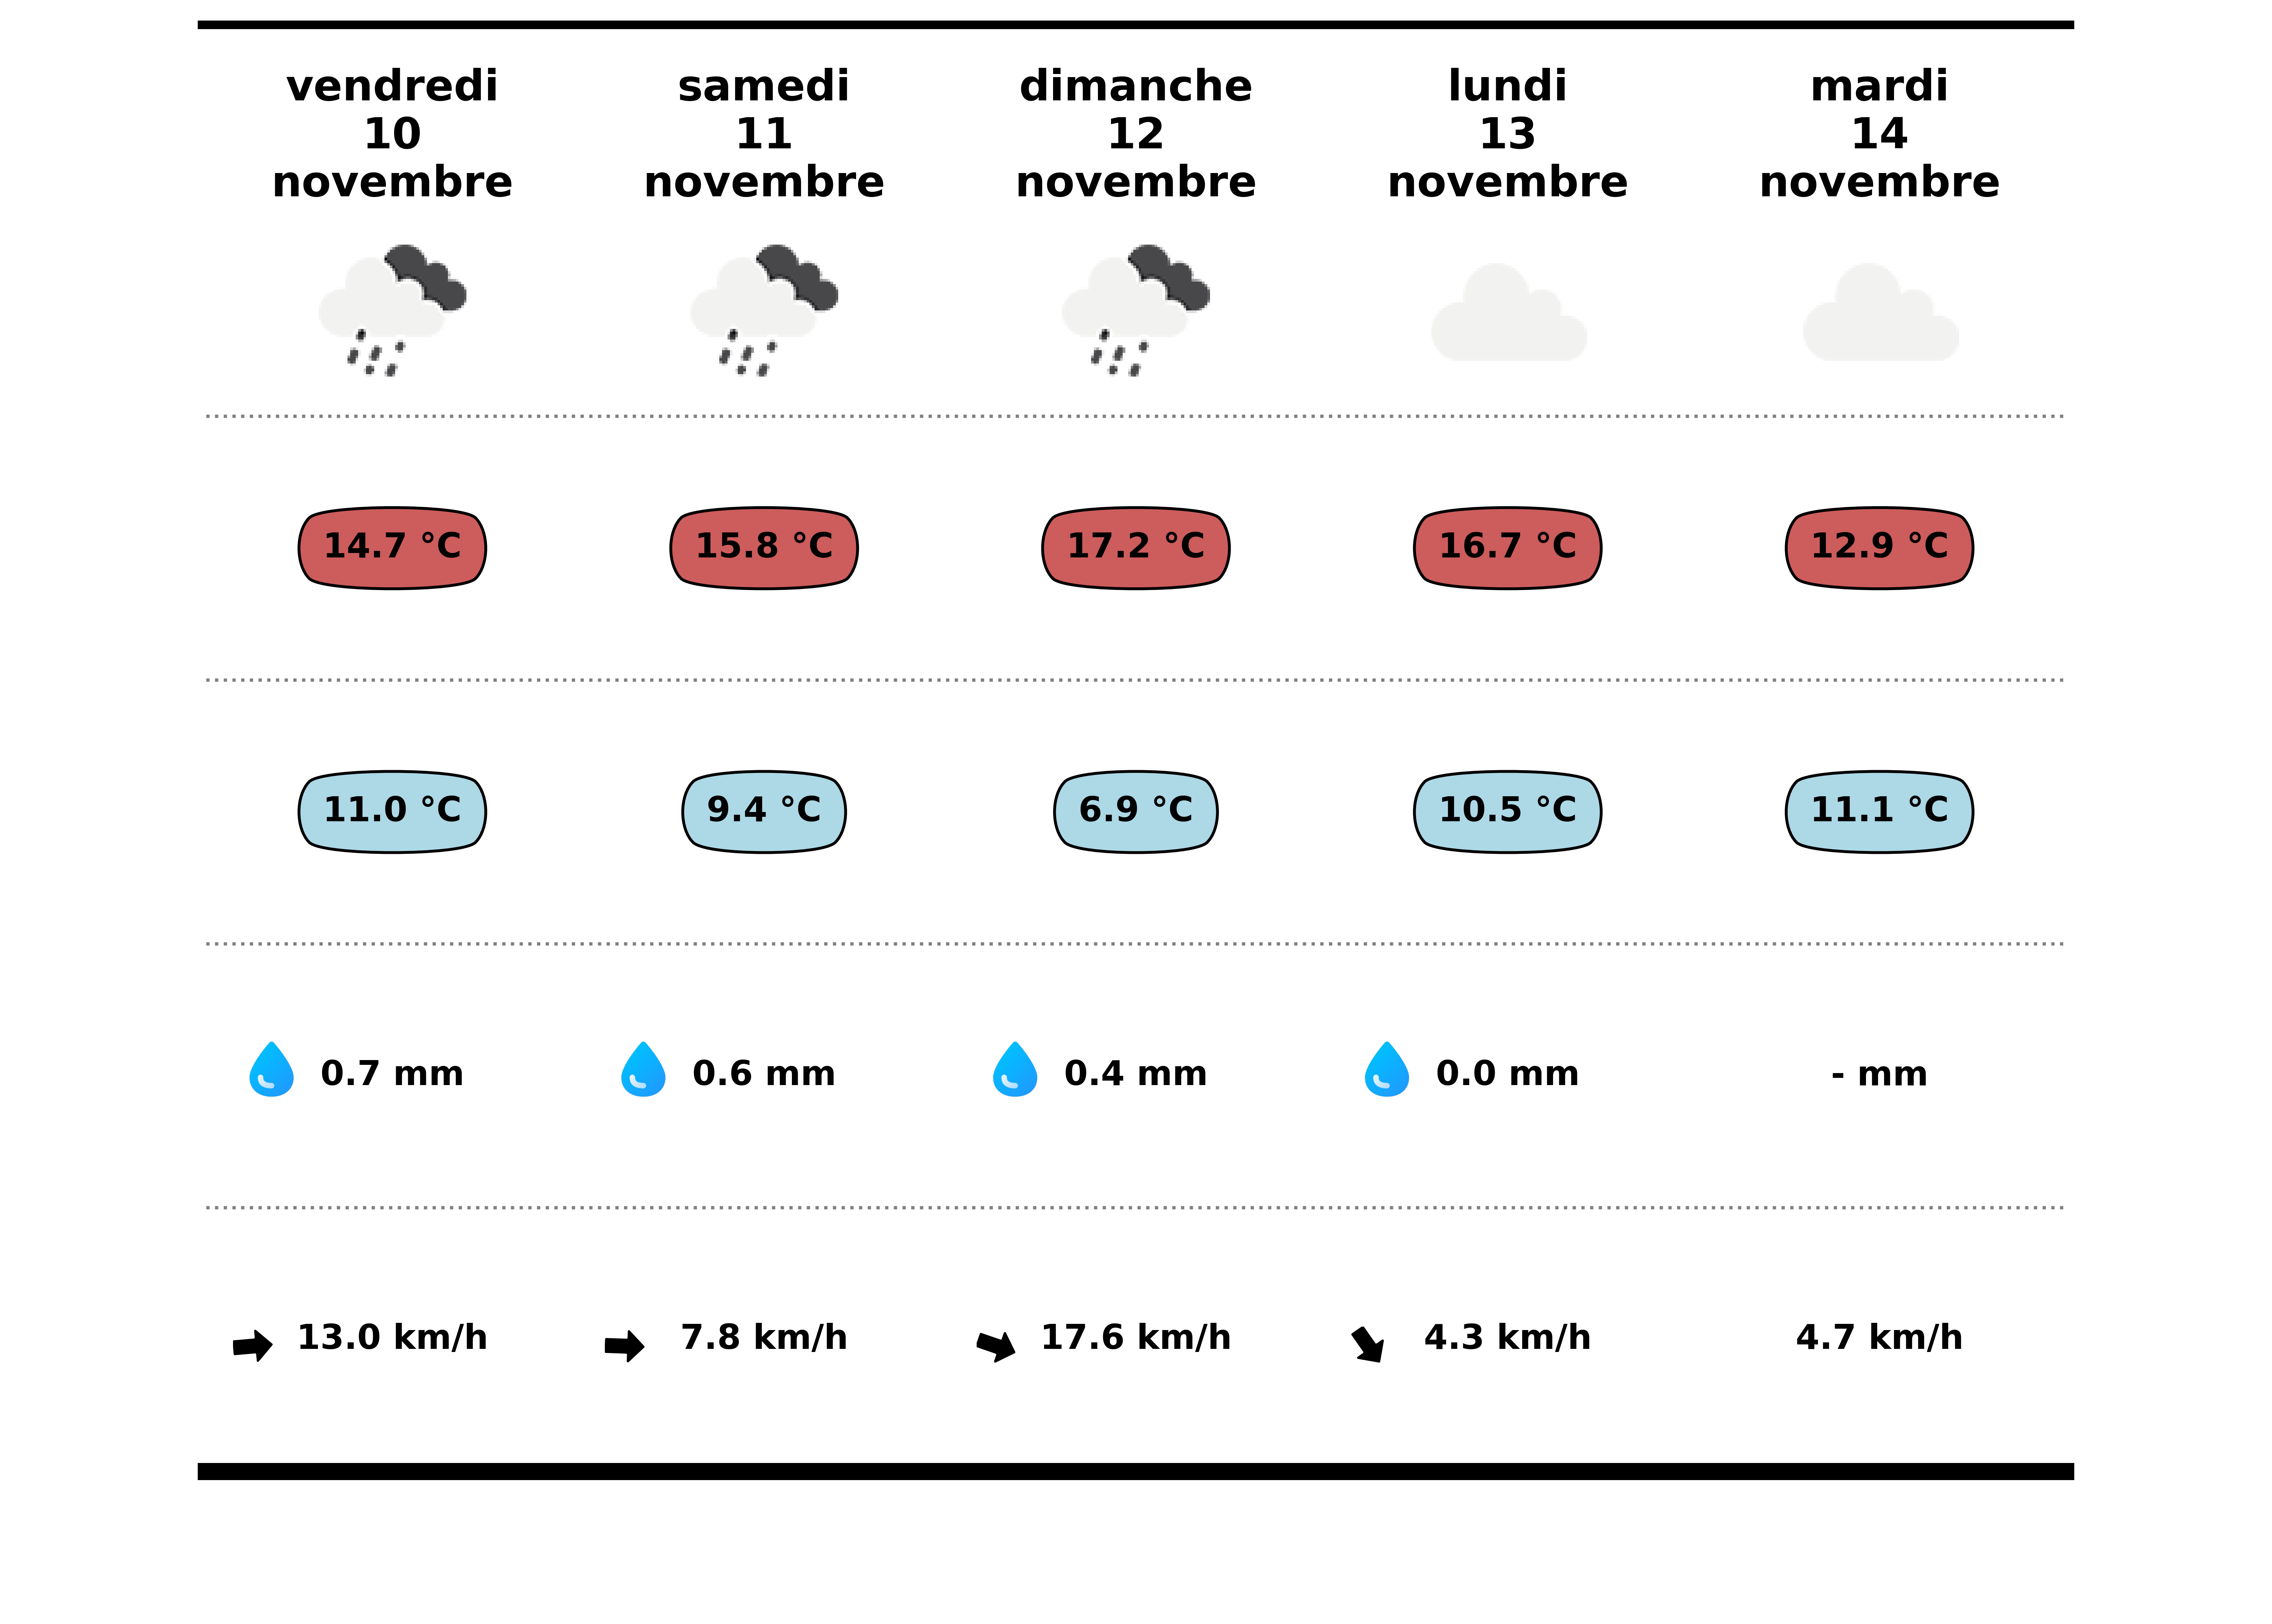 vendredi
10
novembre
samedi
11
novembre
dimanche
12
novembre
lundi
13
novembre
mardi
14
novembre
14.7 °C
15.8 °C
17.2 °C
16.7 °C
12.9 °C
11.0 °C
9.4 °C
6.9 °C
10.5 °C
11.1 °C
0.7 mm
0.6 mm
0.4 mm
0.0 mm
- mm
13.0 km/h
7.8 km/h
17.6 km/h
4.3 km/h
4.7 km/h